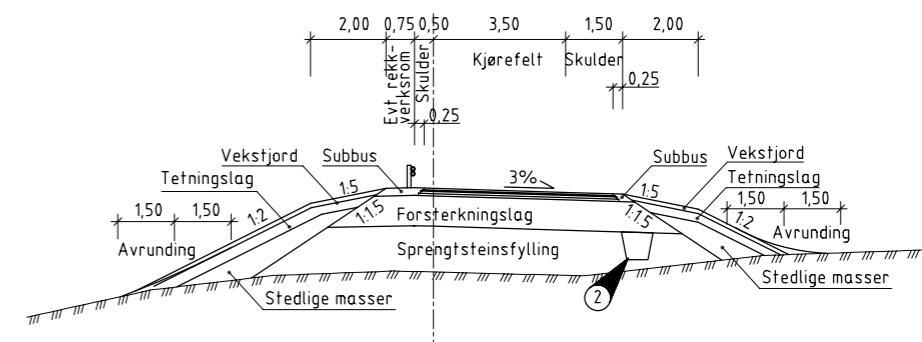 2,00 0,75 0,50 3,50 1,50 2,00
Evt rekk-
verksrom
Skulder
Kjørefelt
Skulder
0,25
0,25
Vekstjord
Subbus
Tetningslag
3%
Subbus
Vekstjord
Tetningslag
1:5
1:5
1,50 1,50
1:2
1:1.5
Forsterkningslag
1:1.5
1:2
1,50 1,50
Avrunding
Sprengtsteinsfylling
Avrunding
Stedlige masser
2
Stedlige masser